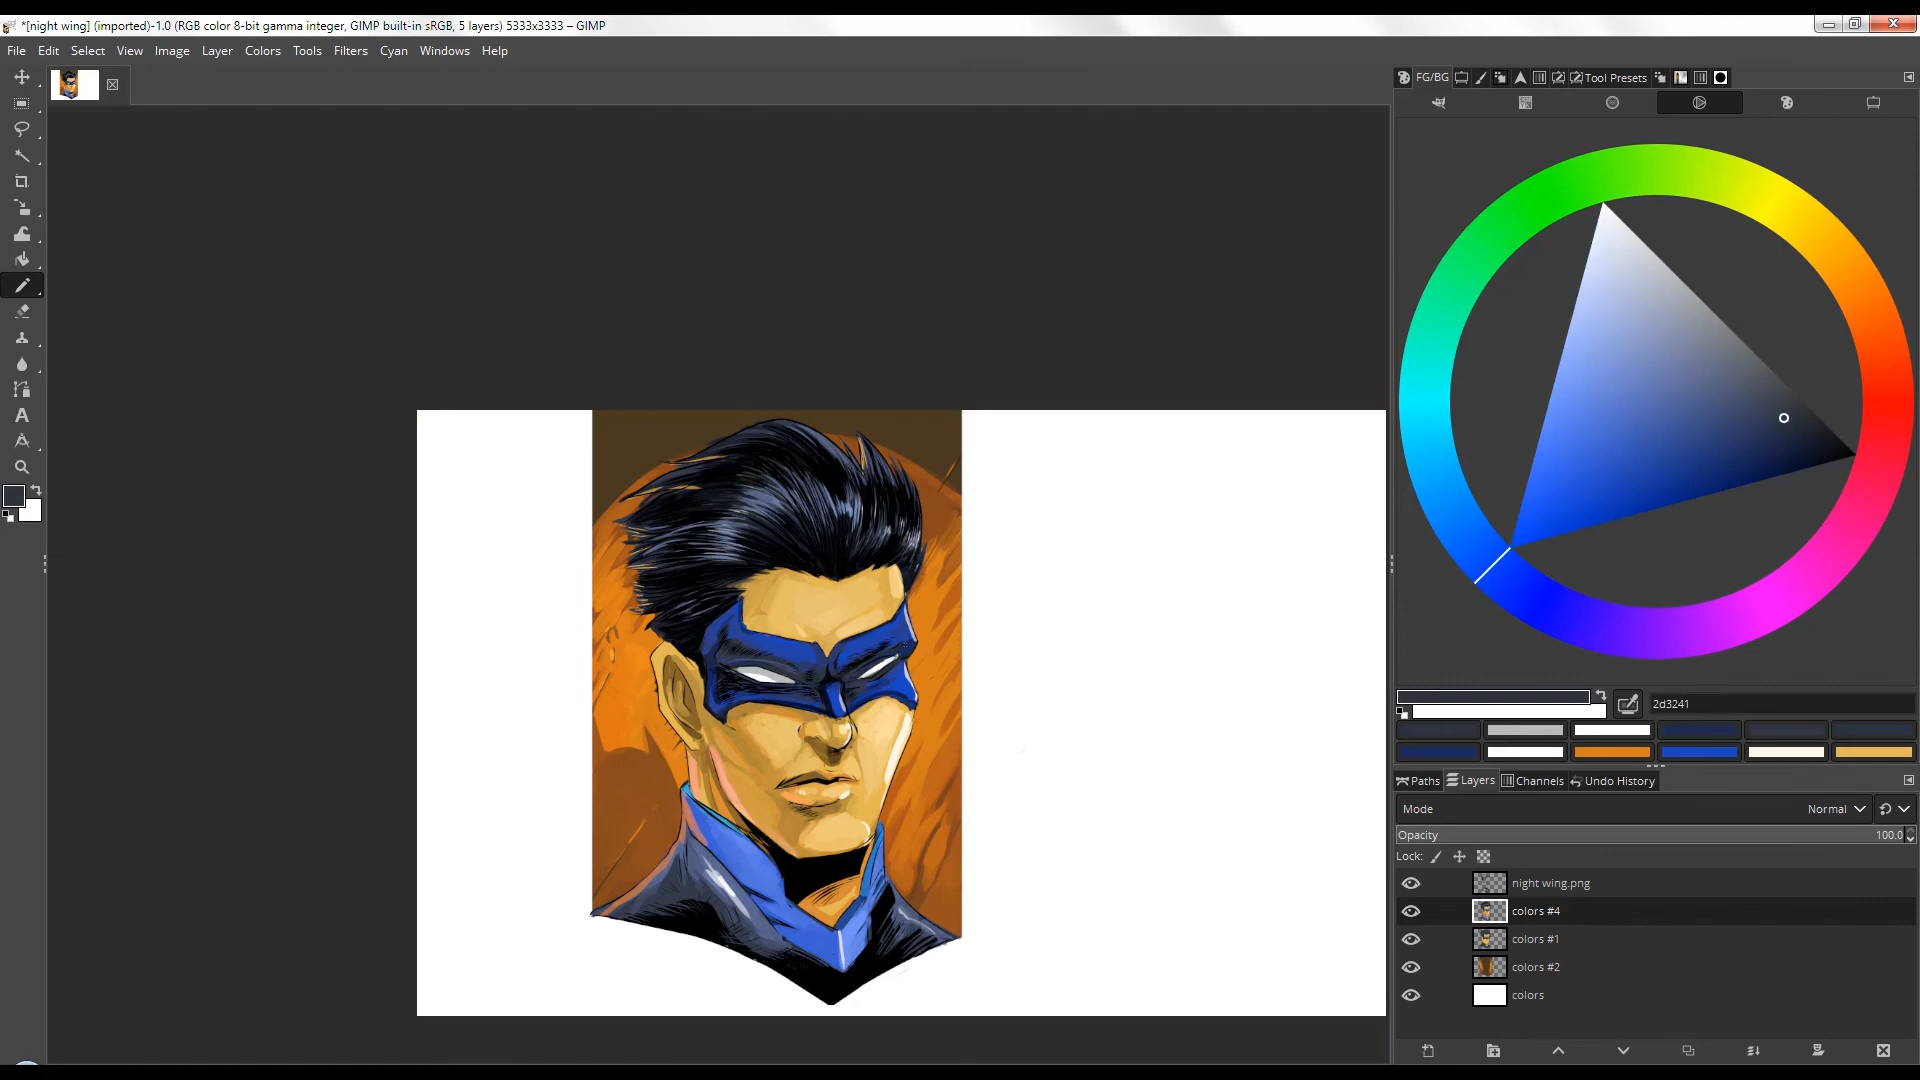 *[night wing] (imported)-1.0 (RGB color 8-bit gamma integer, GIMP built-in sRGB, 5 layers) 5333x3333 – GIMP
File Edit Select View Image Layer Colors Filters Tools Cyan Windows Help
FG/BG Tool Presets
2d3241
Paths Layers Channels Undo History
Mode Normal
Opacity 100.0
Lock:
night wing.png
colors #4
colors #1
colors #2
colors